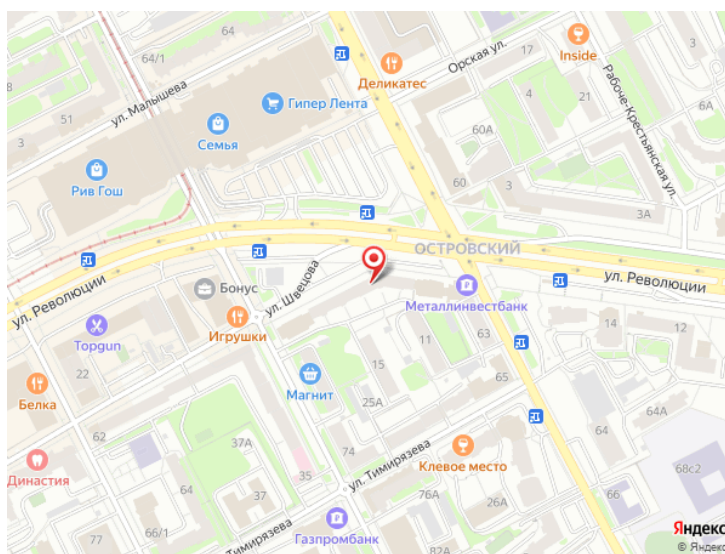 64/1
64
51
3
ул. Малышева
Гипер Лента
Семья
Рив Гош
Деликатес
Орская ул.
Inside
4
21
Рабоче-Крестьянская ул.
60А
60
3
3А
ОСТРОВСКИЙ
ул. Революции
ул. Революции
ул. Швецова
Бонус
Игрушки
Topgun
22
Белка
Магнит
Металлинвестбанк
63
11
15
25А
65
14
12
64А
64
68с2
66
62
37А
74
35
Династия
66/1
64
ул. Тимирязева
ул. Тимирязева
Клевое место
76А
26А
82А
Газпромбанк
Яндекс
© Яндекс